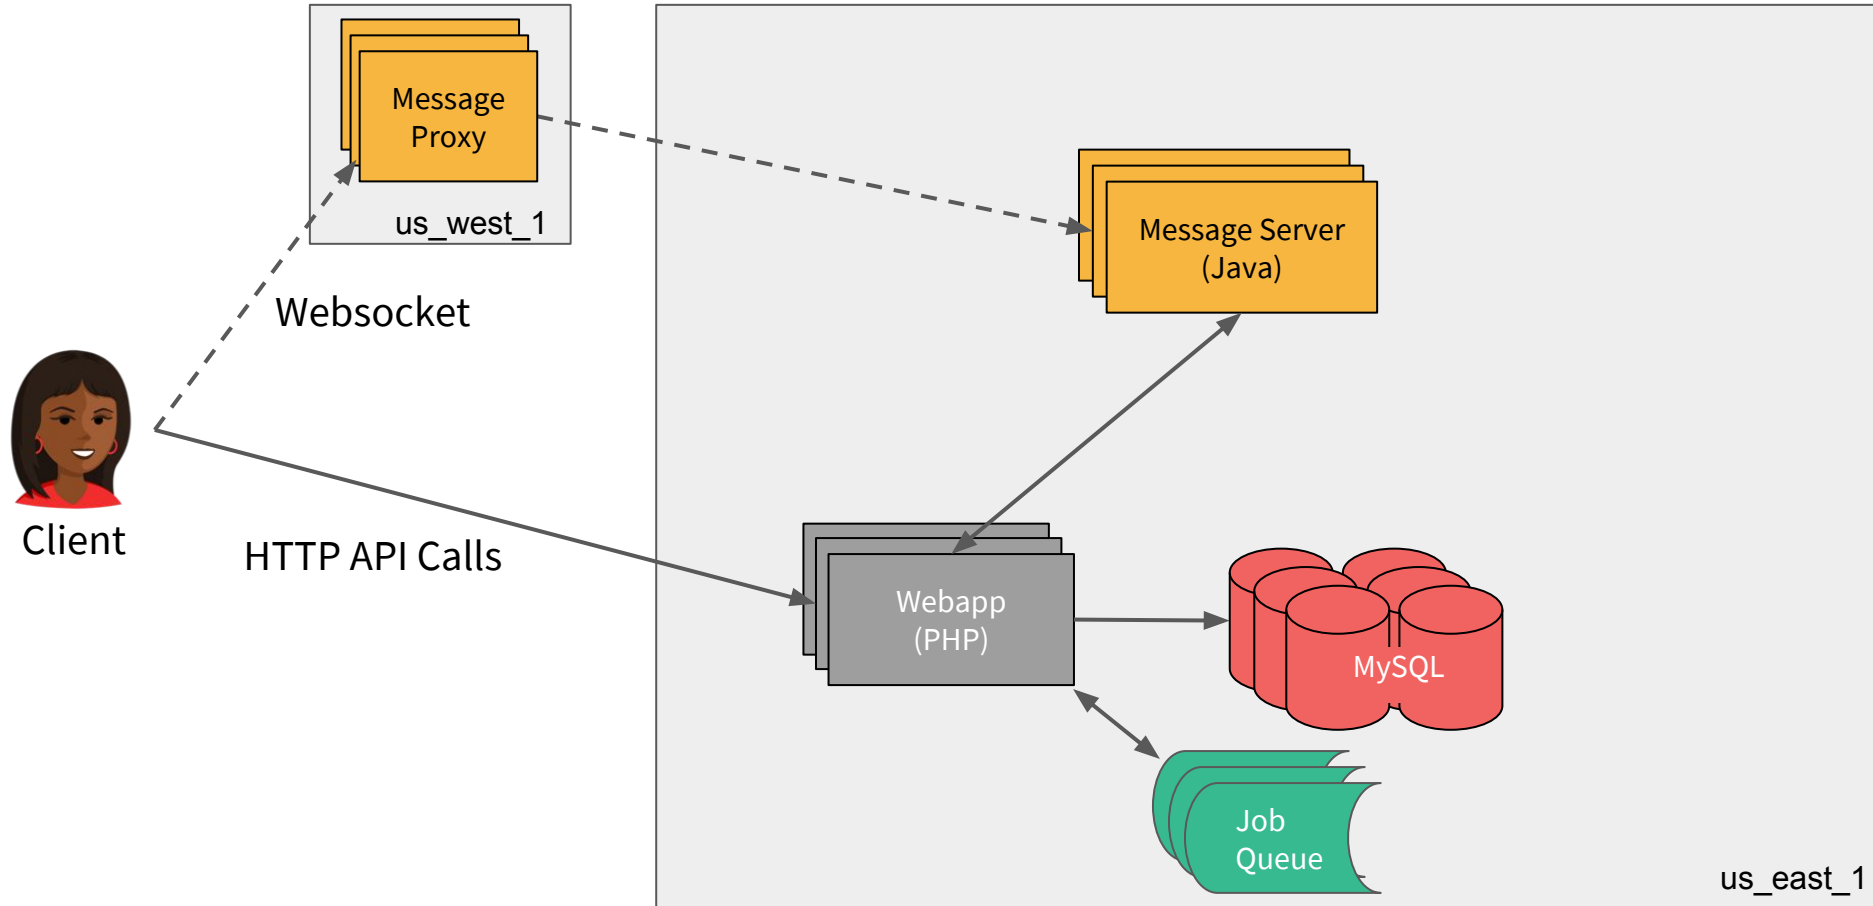 Message
Proxy
us_west_1
Message Server
(Java)
Websocket
Client
HTTP API Calls
Webapp
(PHP)
MySQL
Job
Queue
us_east_1